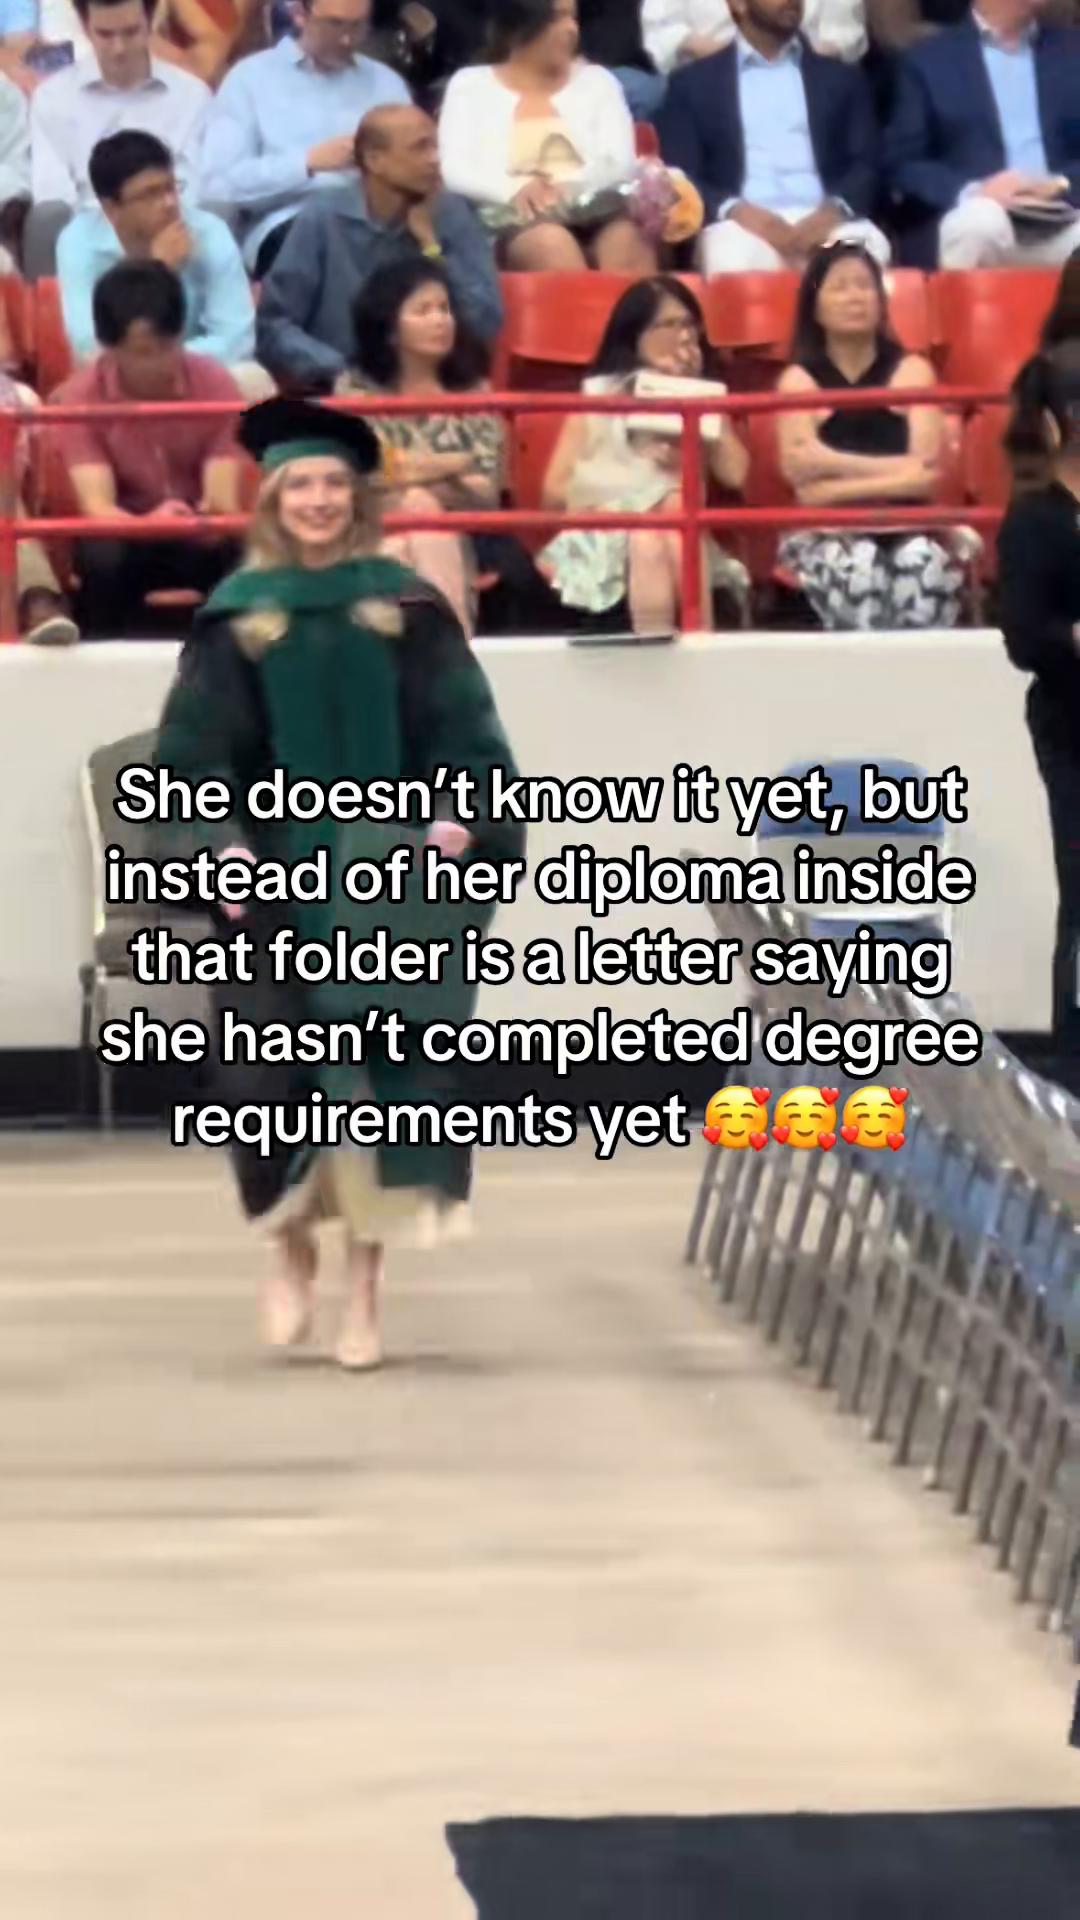 She doesn’t know it yet, but
instead of her diploma inside
that folder is a letter saying
she hasn’t completed degree
requirements yet 🥰🥰🥰